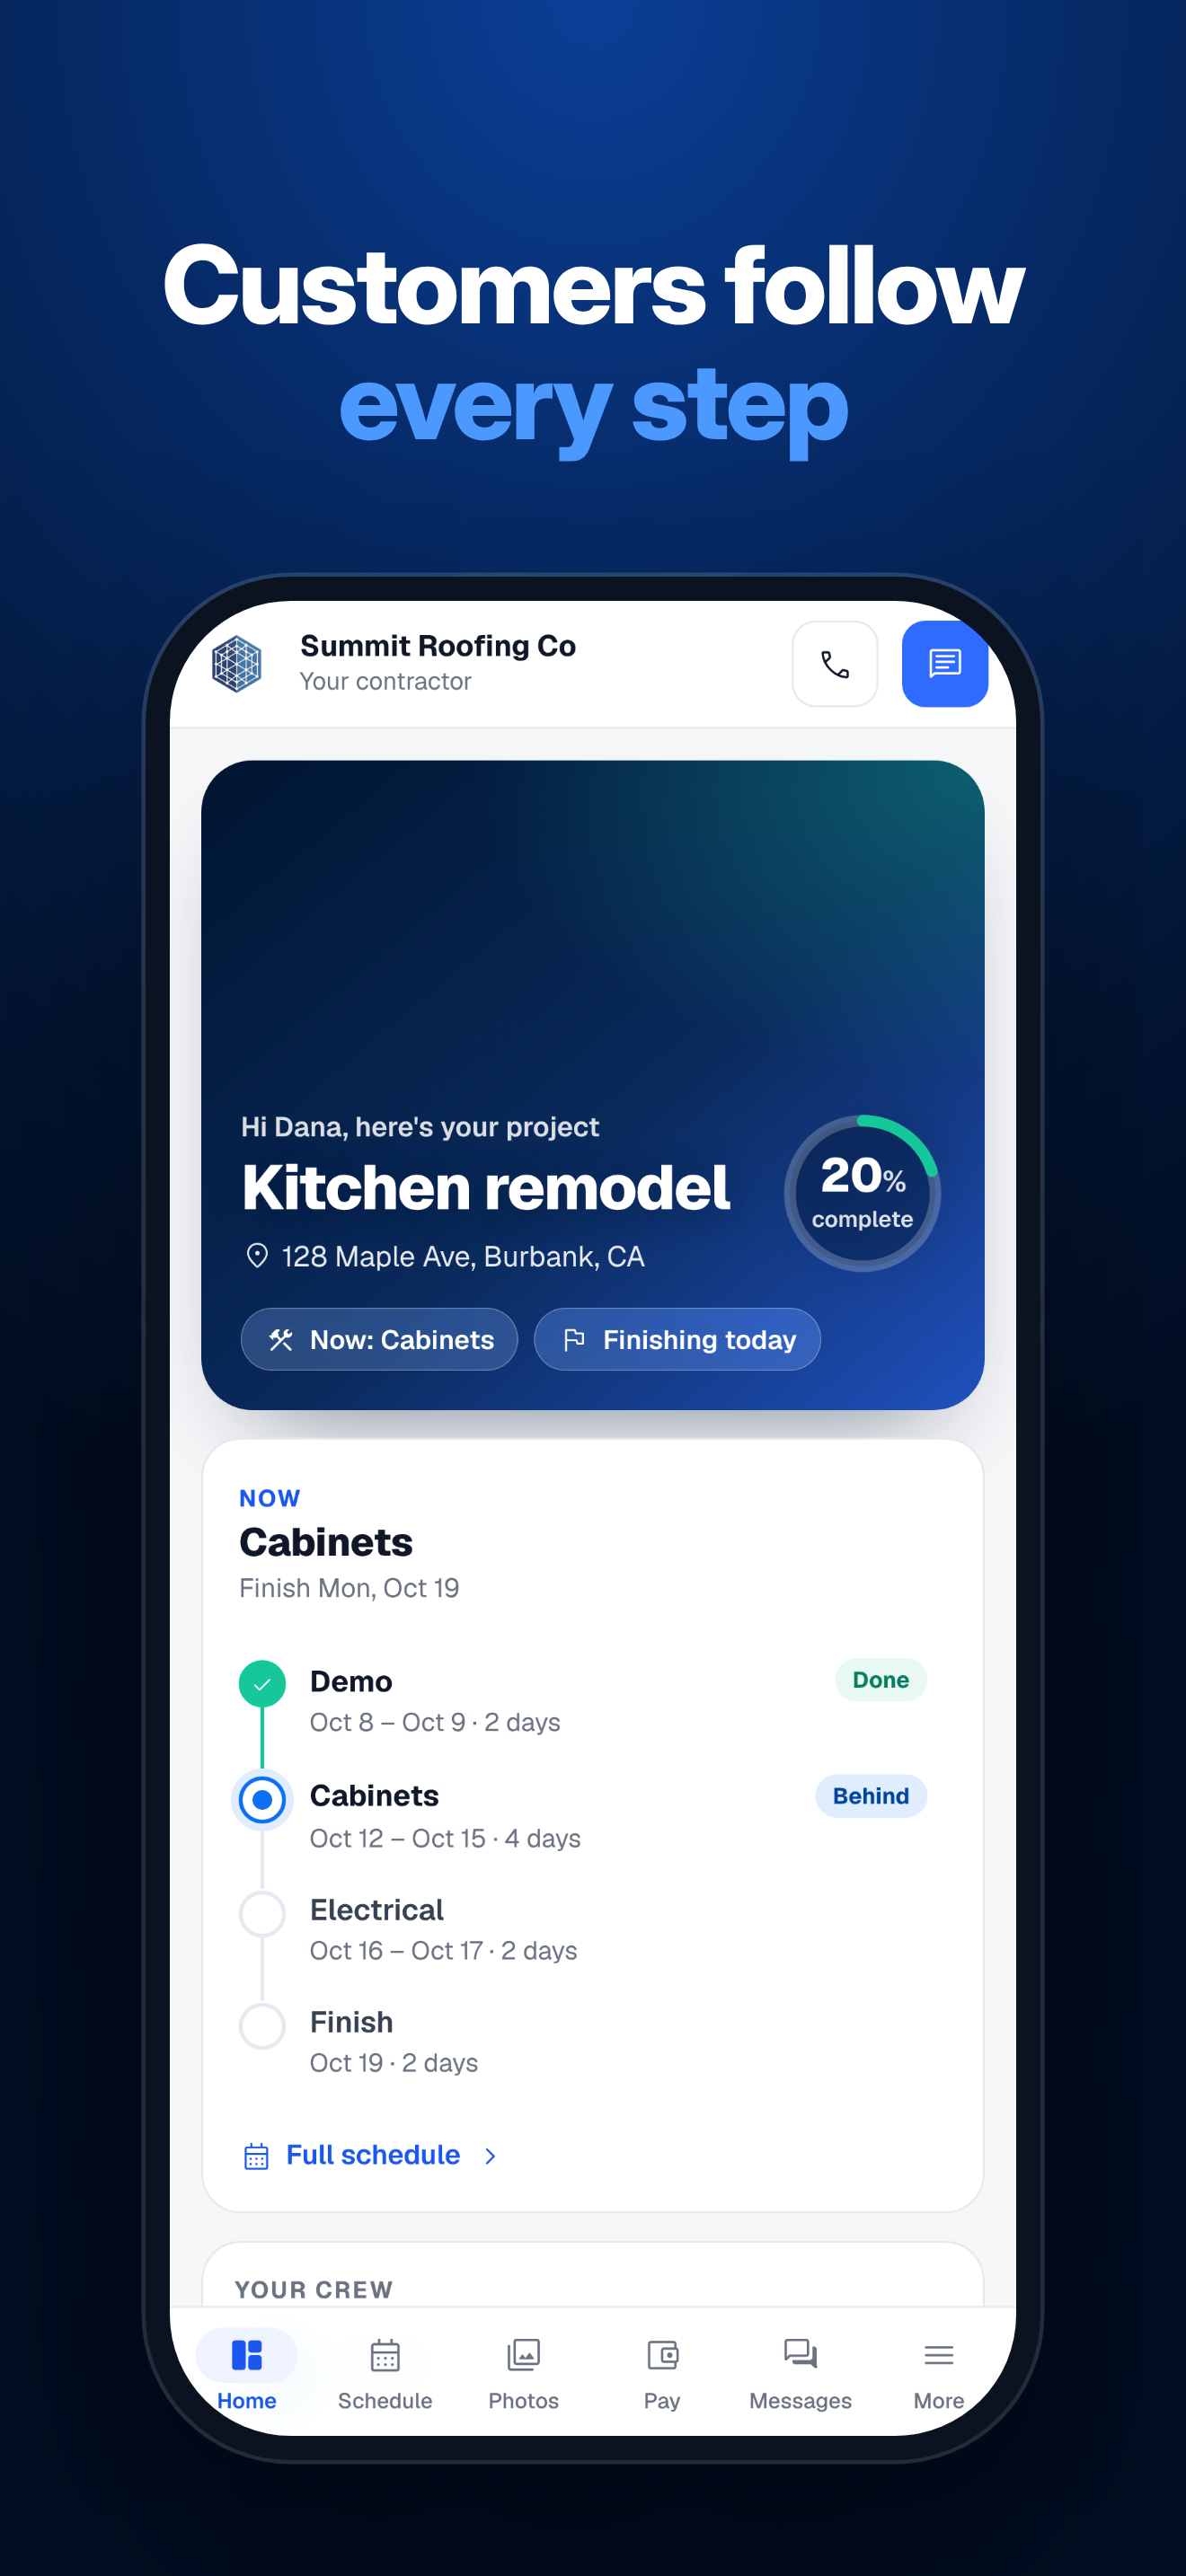 Customers follow
every step
Summit Roofing Co
Your contractor
Hi Dana, here's your project
Kitchen remodel
128 Maple Ave, Burbank, CA
20%
complete
Now: Cabinets
Finishing today
NOW
Cabinets
Finish Mon, Oct 19
Demo
Done
Oct 8 – Oct 9 · 2 days
Cabinets
Behind
Oct 12 – Oct 15 · 4 days
Electrical
Oct 16 – Oct 17 · 2 days
Finish
Oct 19 · 2 days
Full schedule
YOUR CREW
Home
Schedule
Photos
Pay
Messages
More